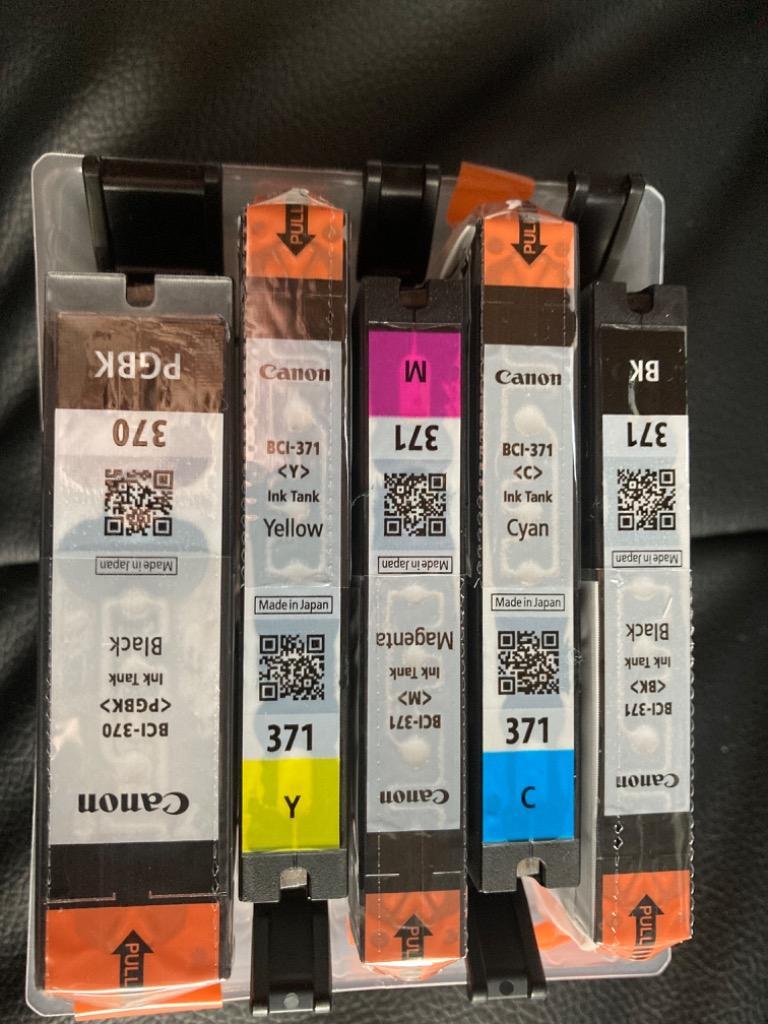 PGBK
370
Made in Japan
Black
Ink Tank
<PGBK>
BCI-370
Canon
PULL
PULL
Canon
BCI-371
<Y>
Ink Tank
Yellow
Made in Japan
371
Y
M
371
Made in Japan
Magenta
Ink Tank
<M>
BCI-371
Canon
PULL
PULL
Canon
BCI-371
<C>
Ink Tank
Cyan
Made in Japan
371
C
BK
371
Made in Japan
Black
Ink Tank
<BK>
BCI-371
Canon
PULL